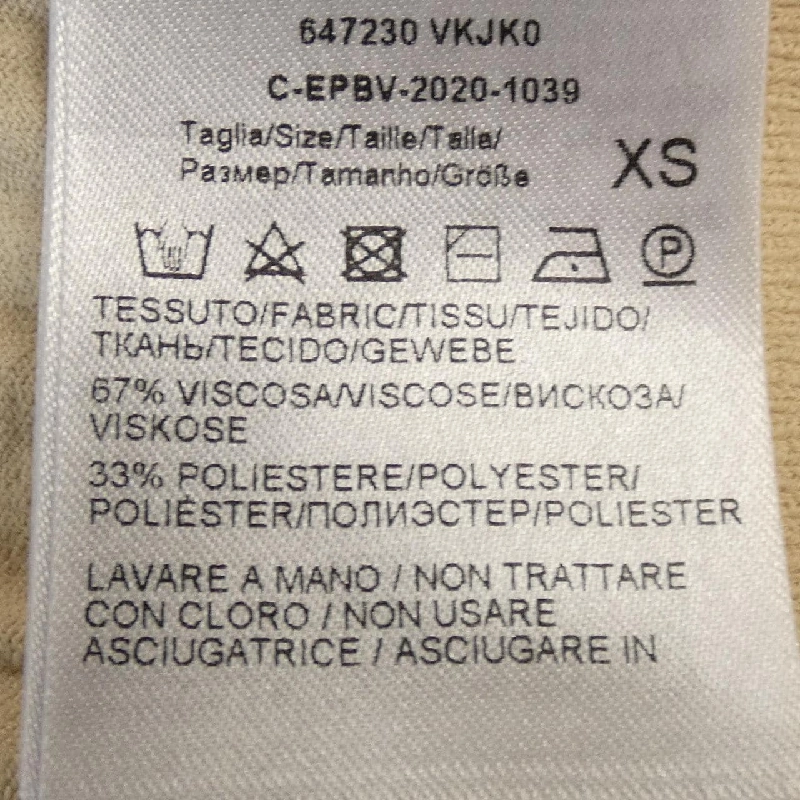 647230 VKJK0
C-EPBV-2020-1039
Taglia/Size/Taille/Talla/
Размер/Tamanho/Größe
XS
P
TESSUTO/FABRIC/TISSU/TEJIDO/
ТКАНЬ/TECIDO/GEWEBE
67% VISCOSA/VISCOSE/ВИСКОЗА/
VISKOSE
33% POLIESTERE/POLYESTER/
POLIÉSTER/ПОЛИЭСТЕР/POLIESTER
LAVARE A MANO / NON TRATTARE
CON CLORO / NON USARE
ASCIUGATRICE / ASCIUGARE IN